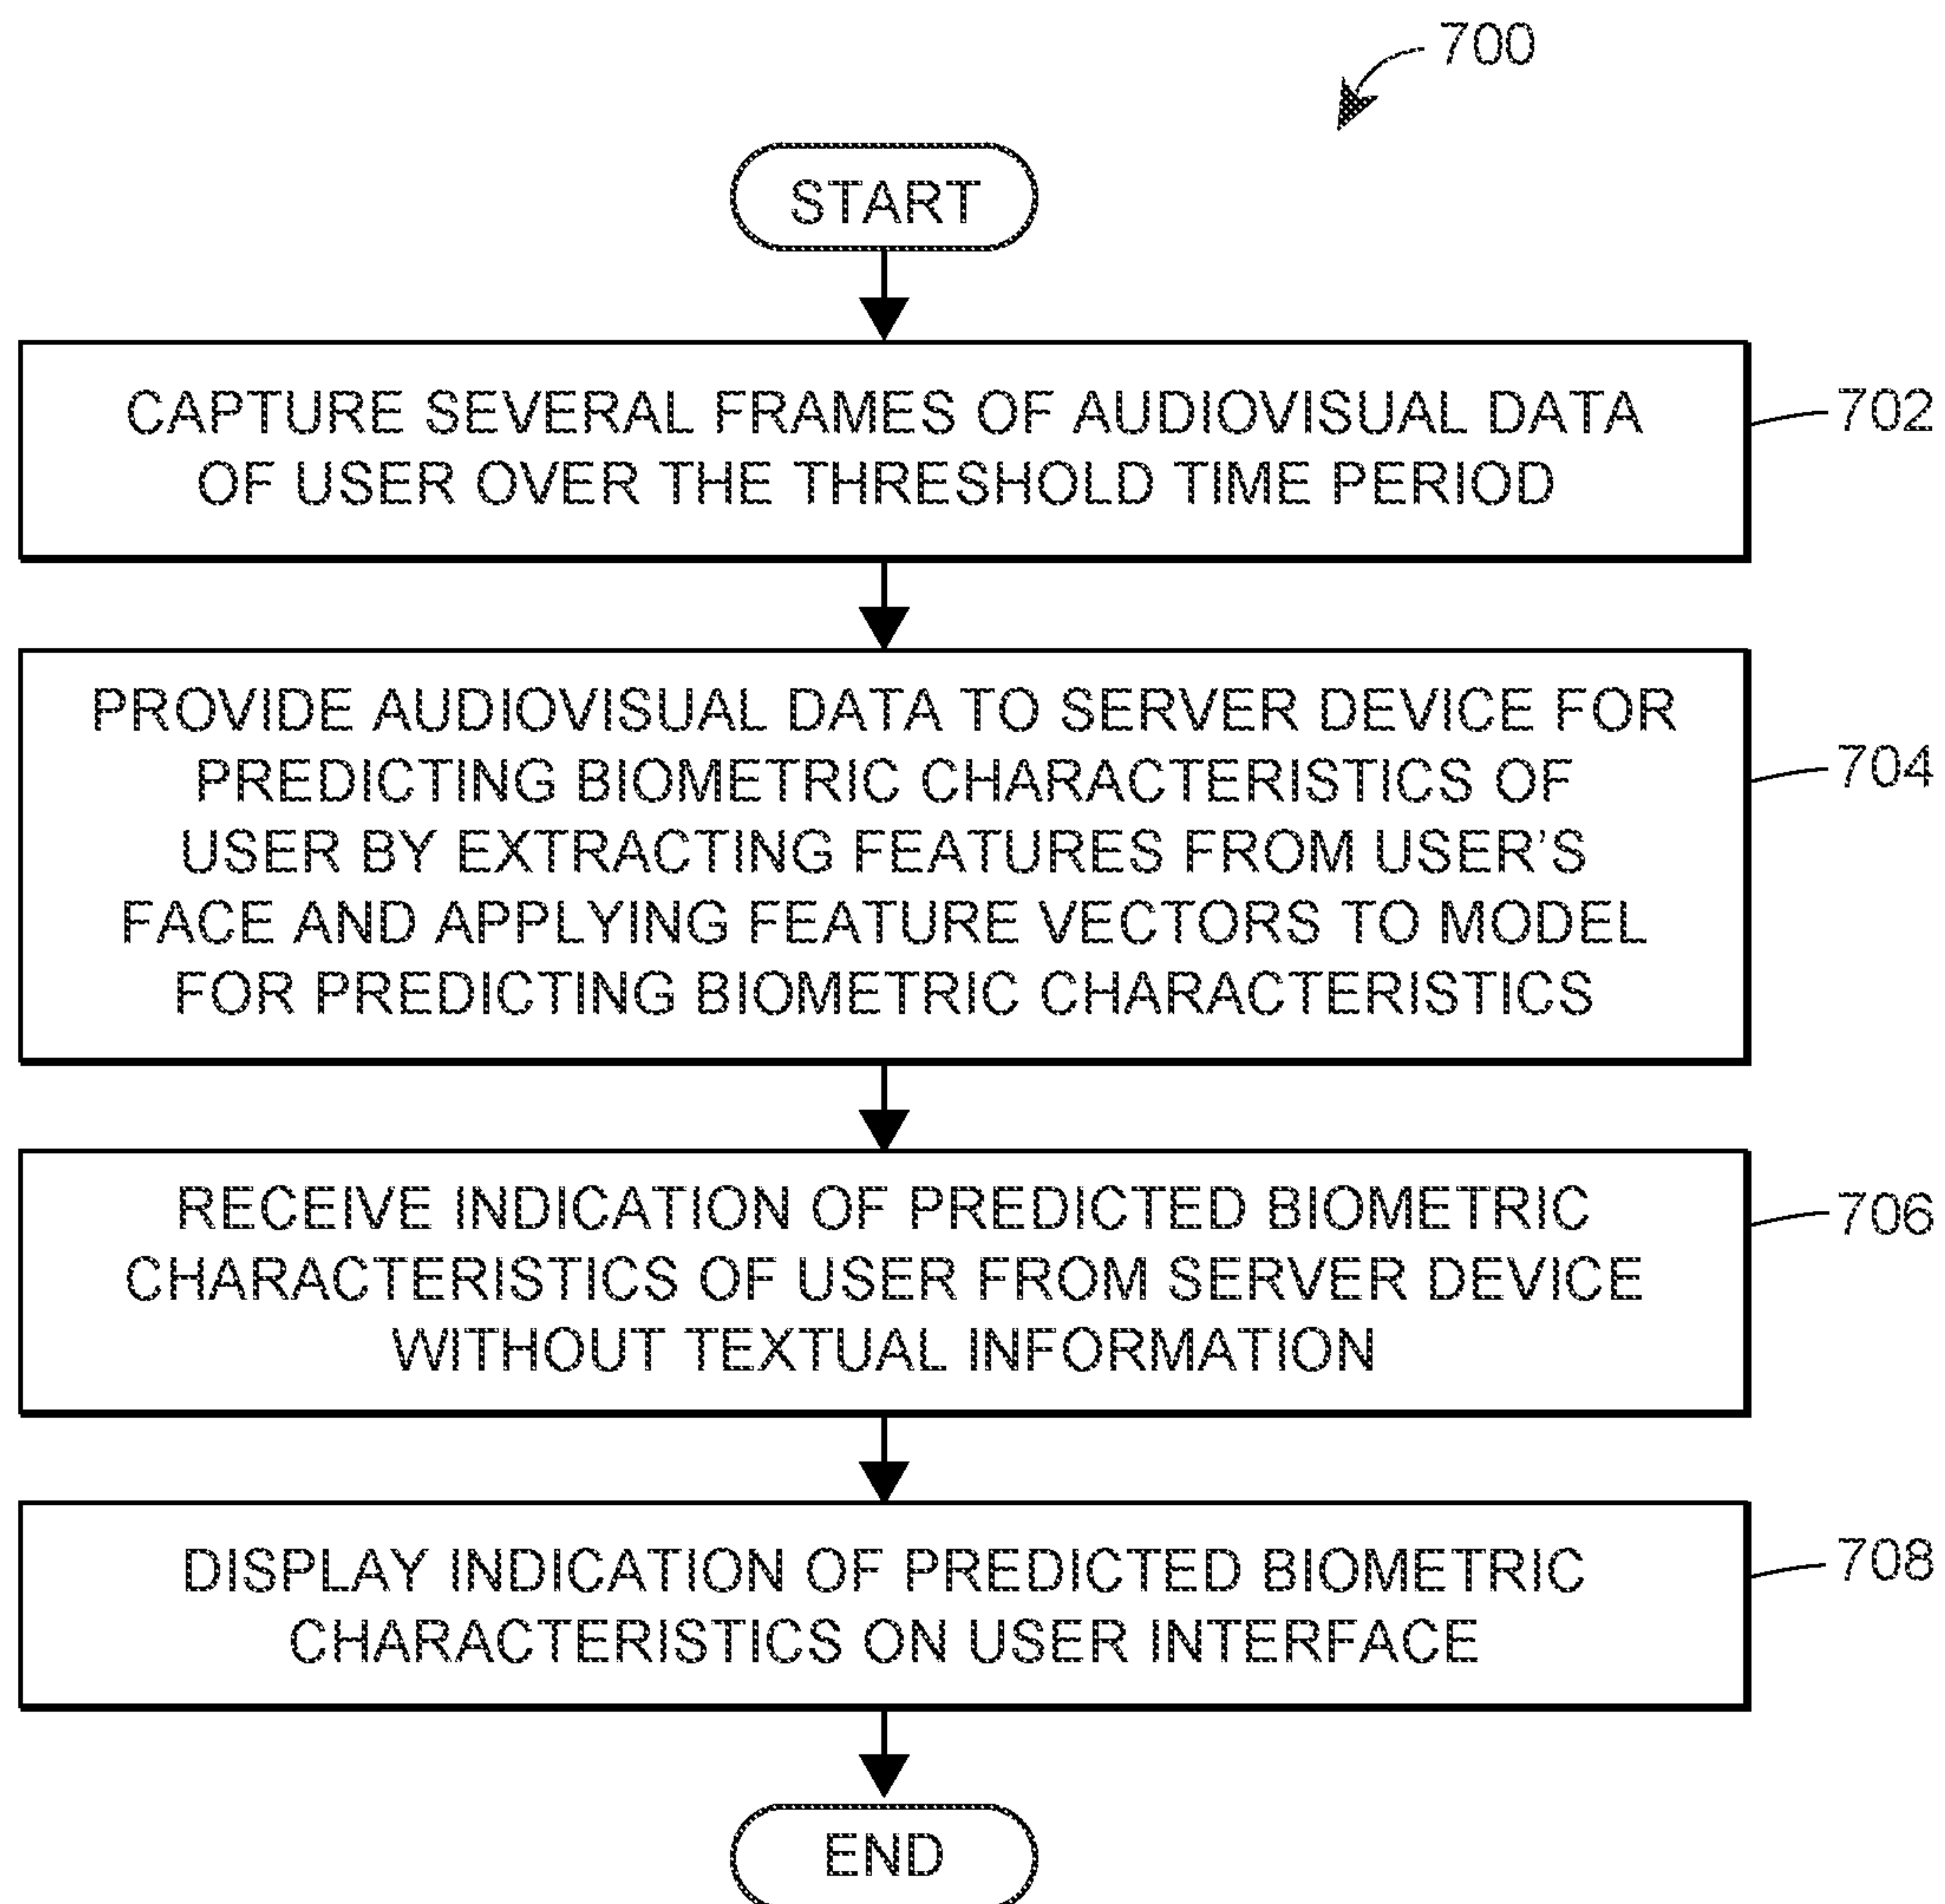 700
START
CAPTURE SEVERAL FRAMES OF AUDIOVISUAL DATA
OF USER OVER THE THRESHOLD TIME PERIOD
702
PROVIDE AUDIOVISUAL DATA TO SERVER DEVICE FOR
PREDICTING BIOMETRIC CHARACTERISTICS OF
USER BY EXTRACTING FEATURES FROM USER’S
FACE AND APPLYING FEATURE VECTORS TO MODEL
FOR PREDICTING BIOMETRIC CHARACTERISTICS
704
RECEIVE INDICATION OF PREDICTED BIOMETRIC
CHARACTERISTICS OF USER FROM SERVER DEVICE
WITHOUT TEXTUAL INFORMATION
706
DISPLAY INDICATION OF PREDICTED BIOMETRIC
CHARACTERISTICS ON USER INTERFACE
708
END